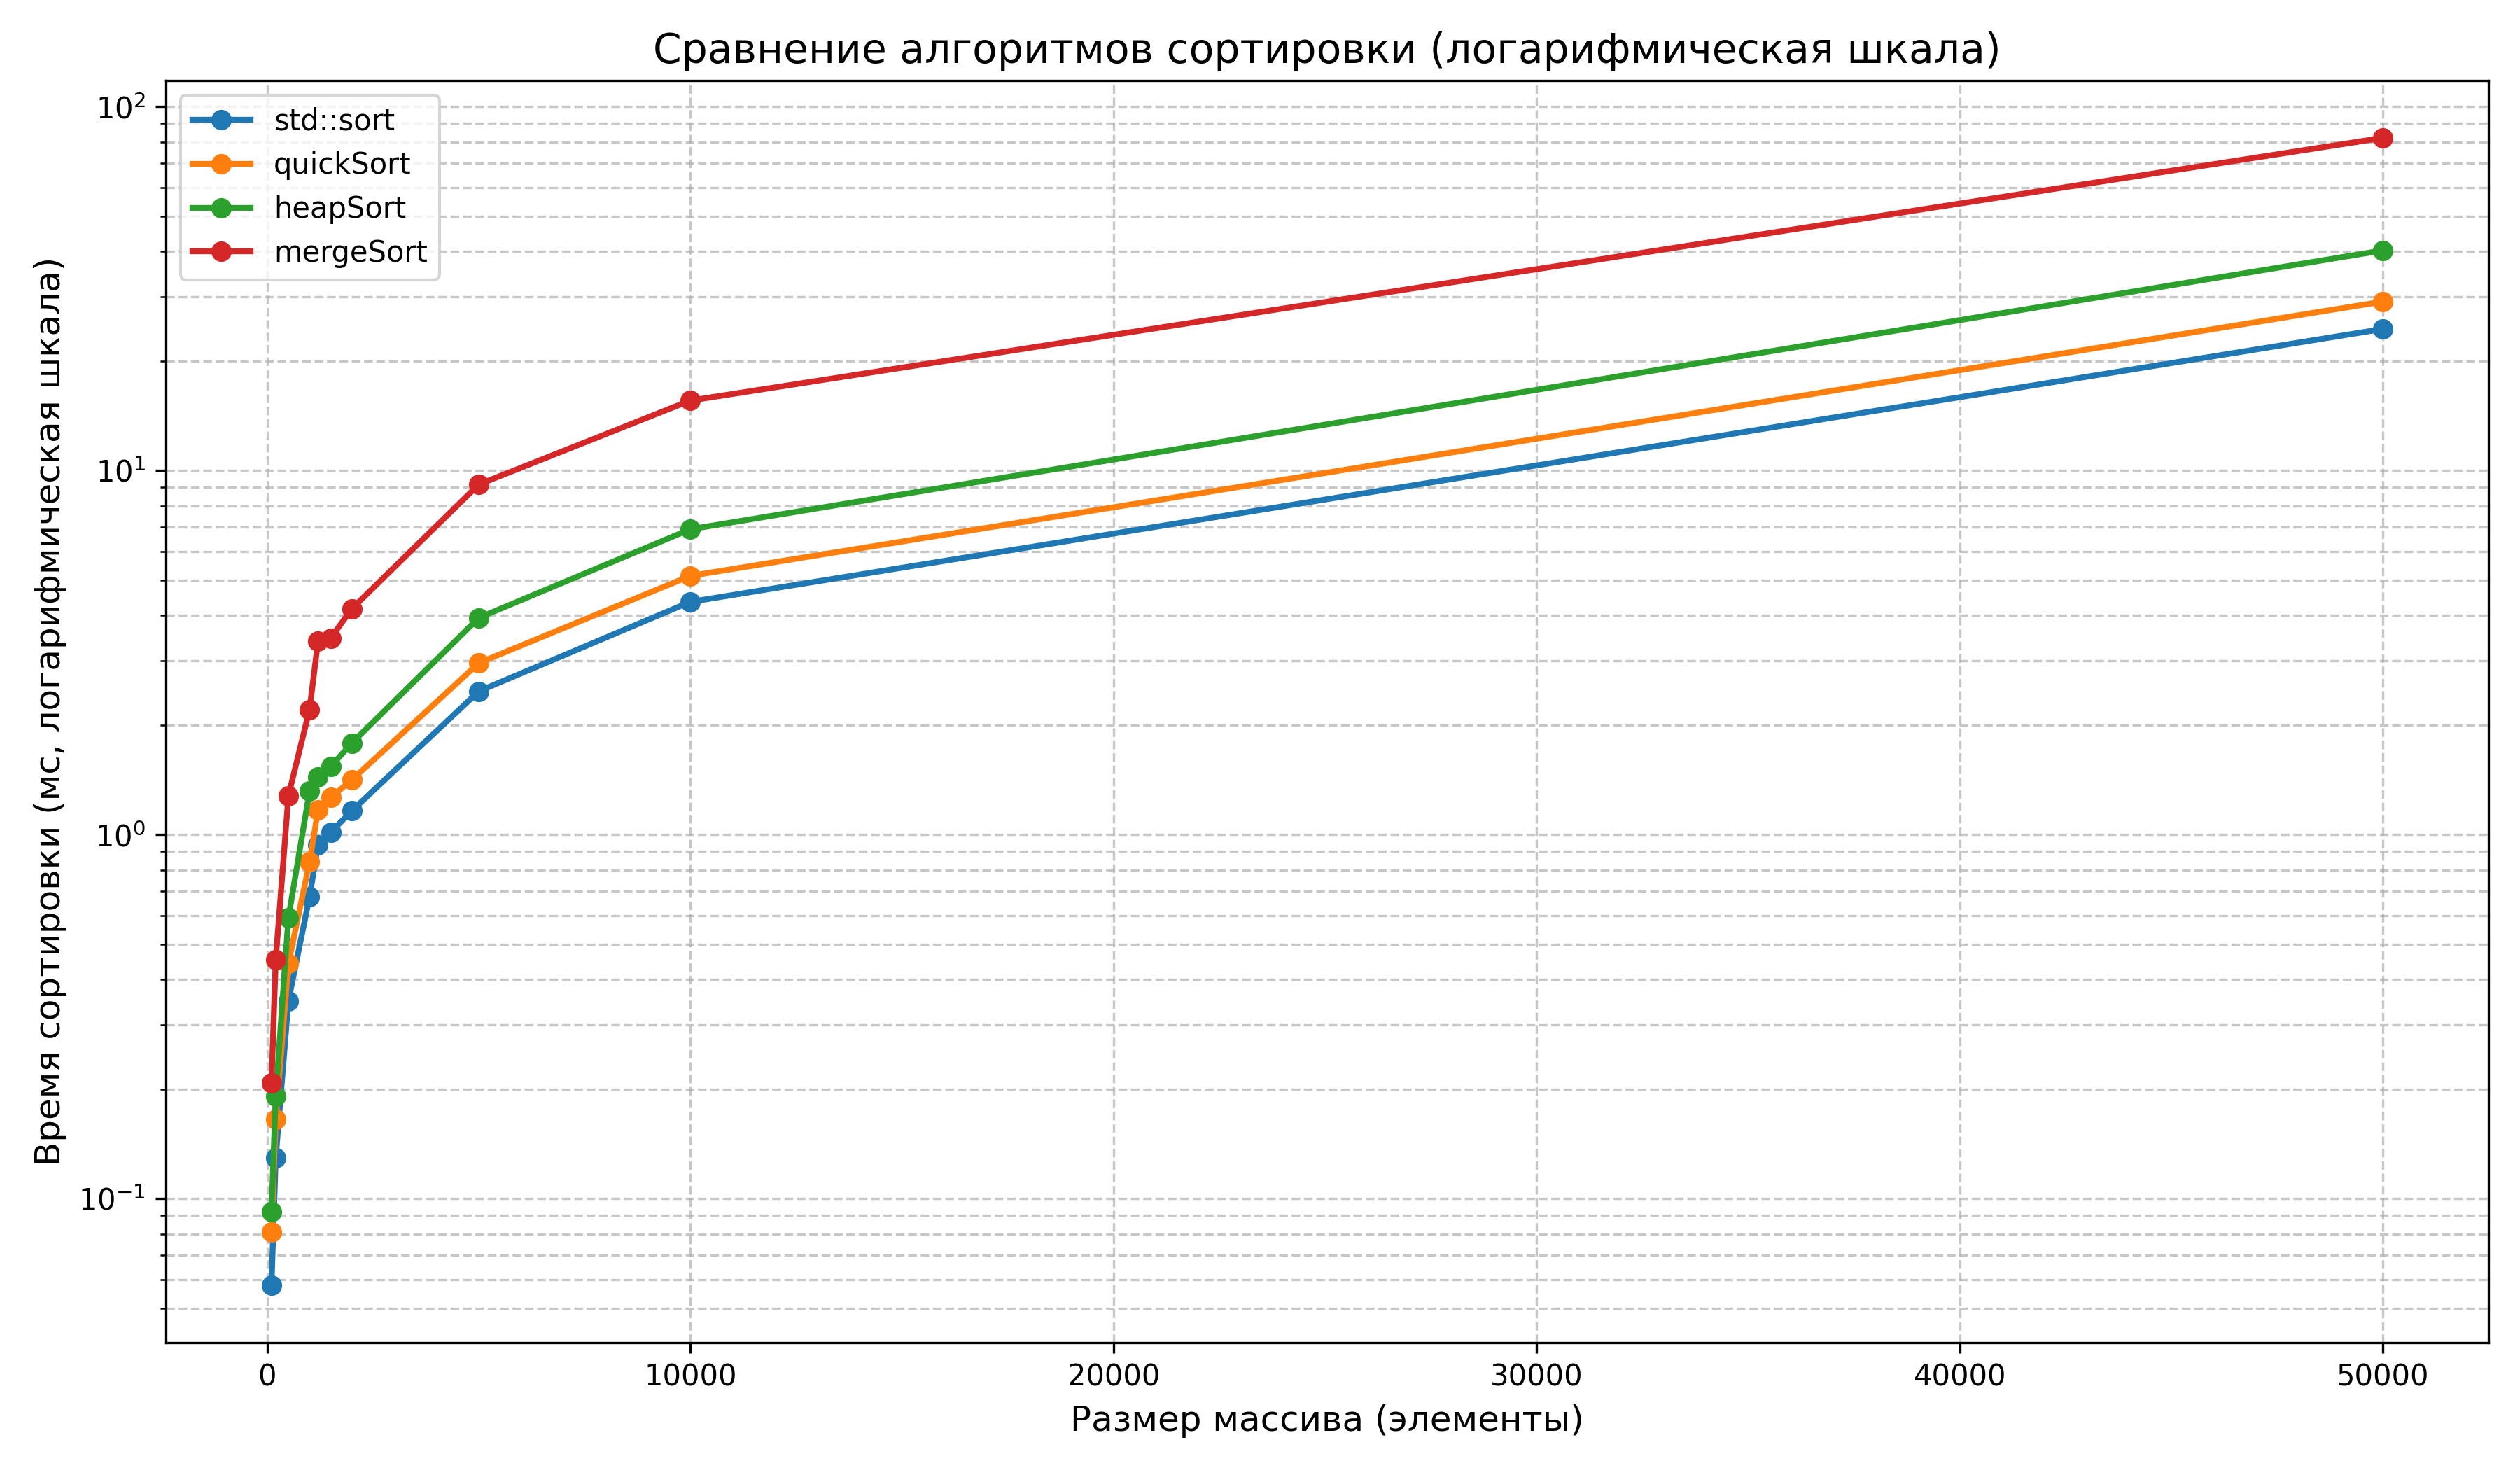 Сравнение алгоритмов сортировки (логарифмическая шкала)
std::sort
quickSort
heapSort
mergeSort
Время сортировки (мс, логарифмическая шкала)
10²
10¹
10⁰
10⁻¹
0 10000 20000 30000 40000 50000
Размер массива (элементы)